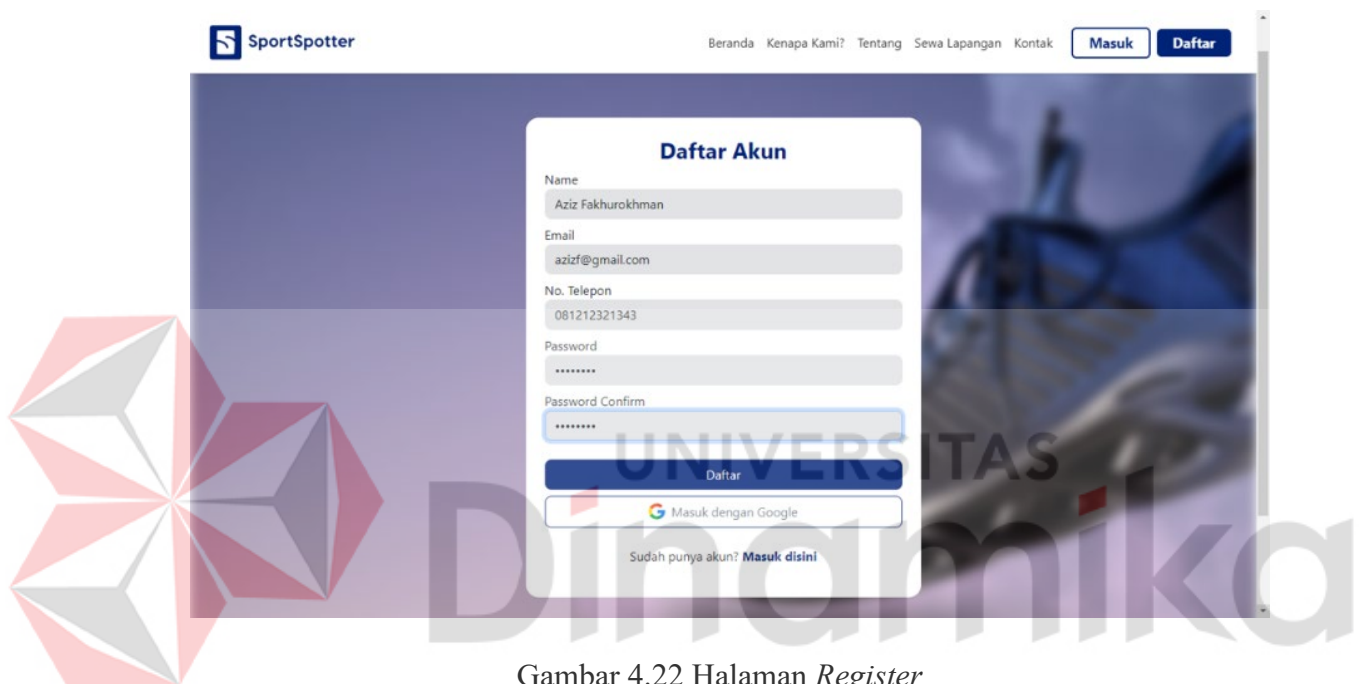 SportSpotter
Beranda Kenapa Kami? Tentang Sewa Lapangan Kontak Masuk Daftar
Daftar Akun
Name
Aziz Fakhurokhman
Email
azizf@gmail.com
No. Telepon
081212321343
Password
••••••••
Password Confirm
••••••••
Daftar
Masuk dengan Google
Sudah punya akun? Masuk disini
UNIVERSITAS
Dinamika
Gambar 4.22 Halaman Register